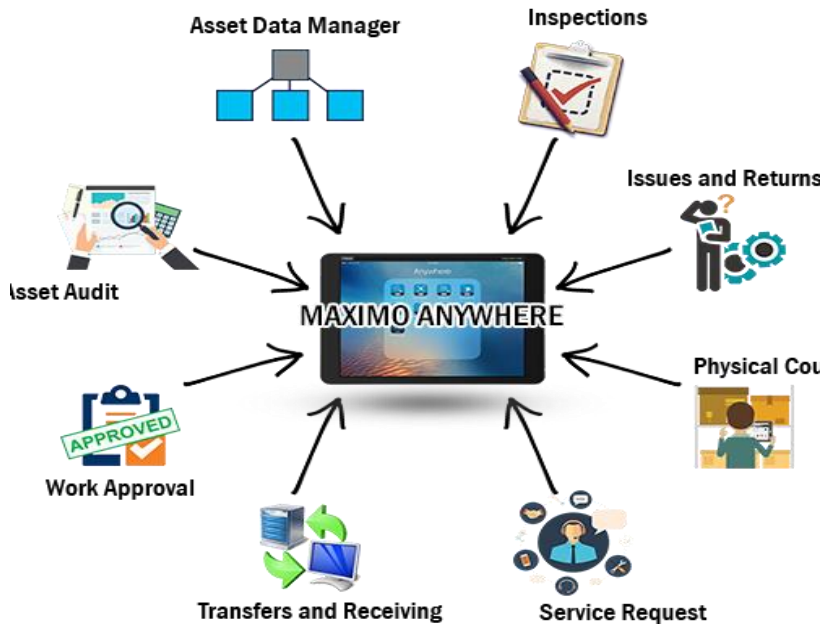 Asset Data Manager
Inspections
Issues and Returns
?
Anywhere
Asset Audit
MAXIMO ANYWHERE
Physical Cou
APPROVED
Work Approval
Transfers and Receiving
Service Request